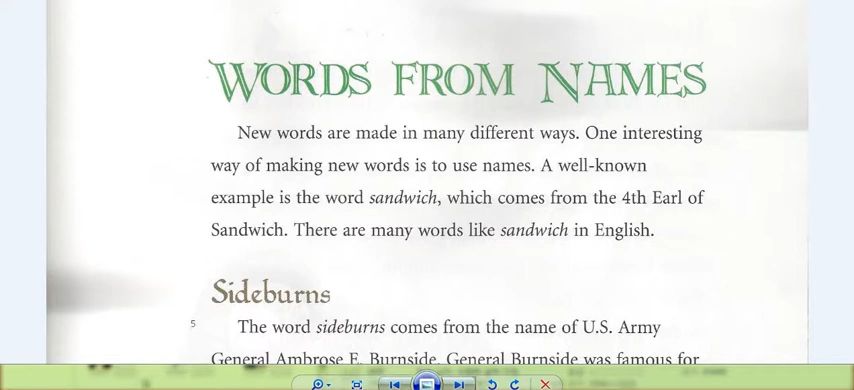 WORDS FROM NAMES
New words are made in many different ways. One interesting
way of making new words is to use names. A well-known
example is the word sandwich, which comes from the 4th Earl of
Sandwich. There are many words like sandwich in English.
Sideburns
5 The word sideburns comes from the name of U.S. Army
General Ambrose E. Burnside. General Burnside was famous for